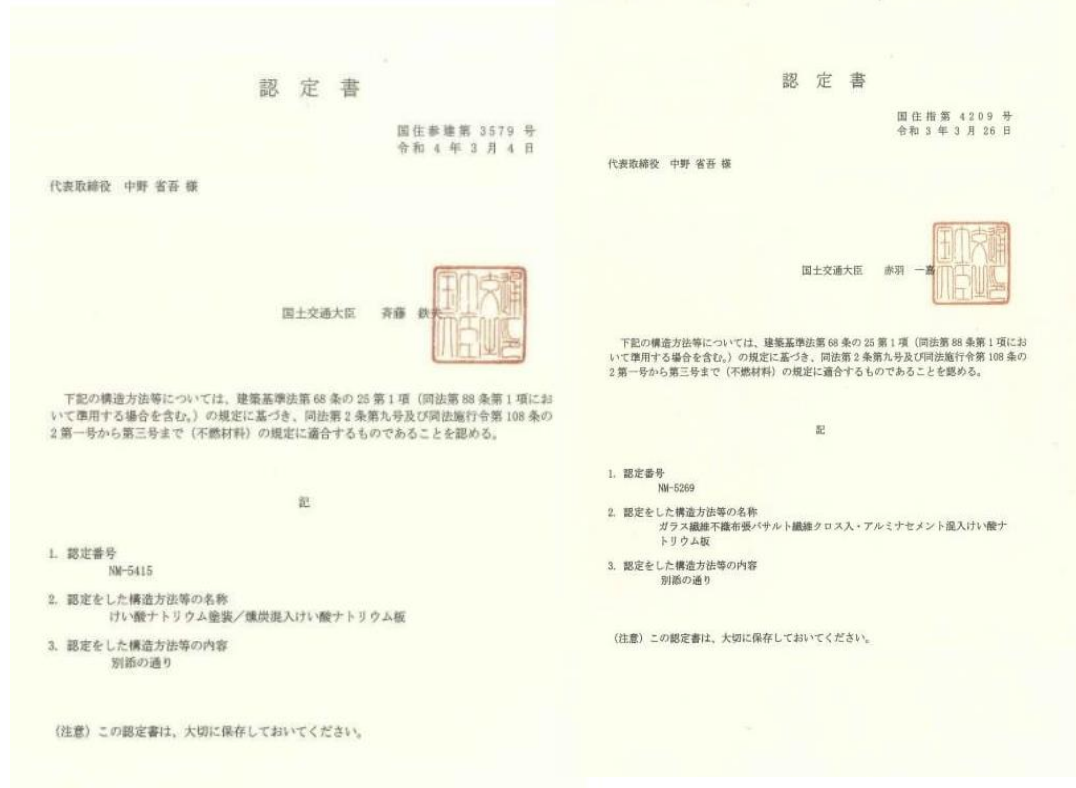 認定書
国住参建第 3579 号
令和 4 年 3 月 4 日
代表取締役 中野 省吾 様
国土交通大臣 斉藤 鉄夫
下記の構造方法等については、建築基準法第 68 条の 25 第 1 項（同法第 88 条第 1 項にお
いて準用する場合を含む。）の規定に基づき、同法第 2 条第九号及び同法施行令第 108 条の
2 第一号から第三号まで（不燃材料）の規定に適合するものであることを認める。
記
1. 認定番号
NM-5415
2. 認定をした構造方法等の名称
けい酸ナトリウム塗装／燻炭混入けい酸ナトリウム板
3. 認定をした構造方法等の内容
別添の通り
（注意）この認定書は、大切に保存しておいてください。
認定書
国住指第 4209 号
令和 3 年 3 月 26 日
代表取締役 中野 省吾 様
国土交通大臣 赤羽 一嘉
下記の構造方法等については、建築基準法第 68 条の 25 第 1 項（同法第 88 条第 1 項にお
いて準用する場合を含む。）の規定に基づき、同法第 2 条第九号及び同法施行令第 108 条の
2 第一号から第三号まで（不燃材料）の規定に適合するものであることを認める。
記
1. 認定番号
NM-5269
2. 認定をした構造方法等の名称
ガラス繊維不織布張バサルト繊維クロス入・アルミナセメント混入けい酸ナ
トリウム板
3. 認定をした構造方法等の内容
別添の通り
（注意）この認定書は、大切に保存しておいてください。